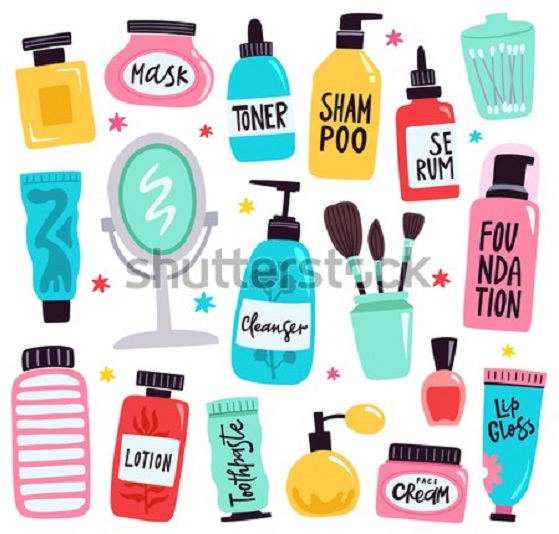 Mask
TONER
SHAM
POO
SE
RUM
FOU
NDA
TION
shutterstock
Cleanser
LOTION
Toothpaste
Lip
Gloss
FACE
CREAM